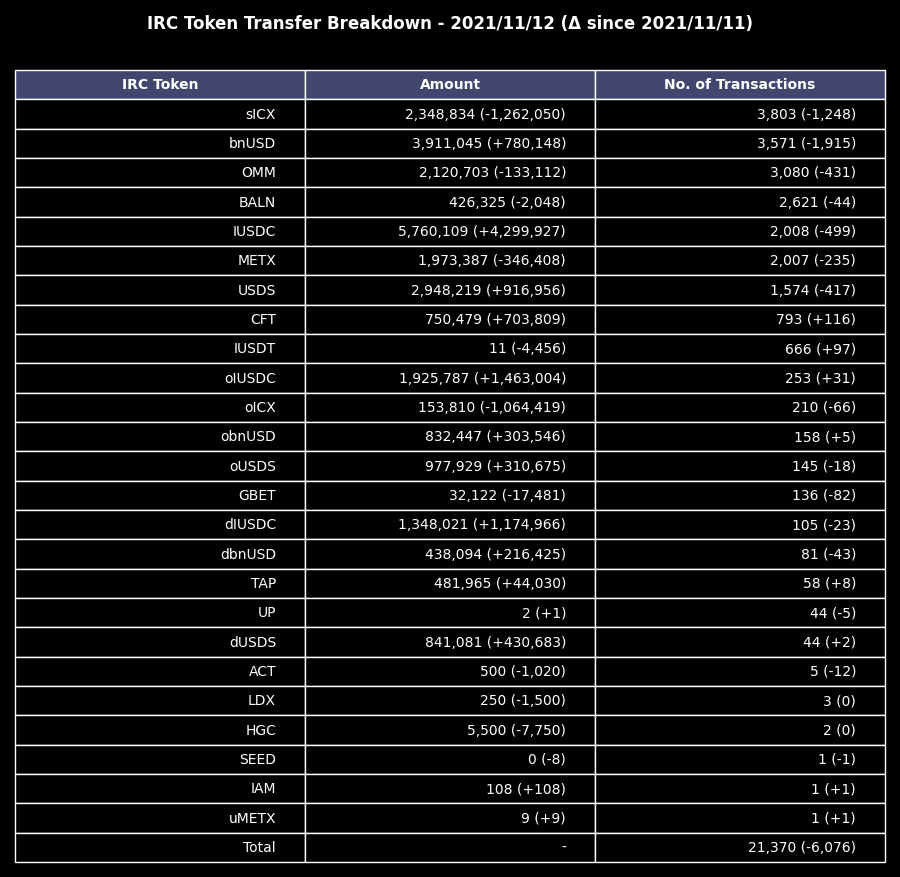 IRC Token Transfer Breakdown - 2021/11/12 (Δ since 2021/11/11)
IRC Token Amount No. of Transactions
sICX 2,348,834 (-1,262,050) 3,803 (-1,248)
bnUSD 3,911,045 (+780,148) 3,571 (-1,915)
OMM 2,120,703 (-133,112) 3,080 (-431)
BALN 426,325 (-2,048) 2,621 (-44)
IUSDC 5,760,109 (+4,299,927) 2,008 (-499)
METX 1,973,387 (-346,408) 2,007 (-235)
USDS 2,948,219 (+916,956) 1,574 (-417)
CFT 750,479 (+703,809) 793 (+116)
IUSDT 11 (-4,456) 666 (+97)
oIUSDC 1,925,787 (+1,463,004) 253 (+31)
oICX 153,810 (-1,064,419) 210 (-66)
obnUSD 832,447 (+303,546) 158 (+5)
oUSDS 977,929 (+310,675) 145 (-18)
GBET 32,122 (-17,481) 136 (-82)
dIUSDC 1,348,021 (+1,174,966) 105 (-23)
dbnUSD 438,094 (+216,425) 81 (-43)
TAP 481,965 (+44,030) 58 (+8)
UP 2 (+1) 44 (-5)
dUSDS 841,081 (+430,683) 44 (+2)
ACT 500 (-1,020) 5 (-12)
LDX 250 (-1,500) 3 (0)
HGC 5,500 (-7,750) 2 (0)
SEED 0 (-8) 1 (-1)
IAM 108 (+108) 1 (+1)
uMETX 9 (+9) 1 (+1)
Total - 21,370 (-6,076)